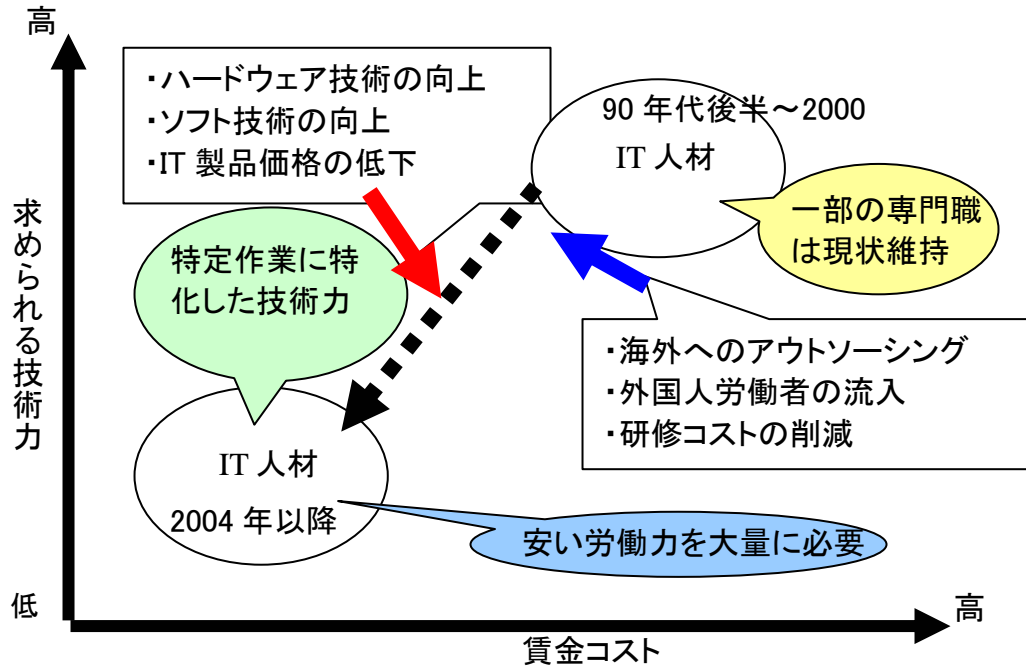 高
・ハードウェア技術の向上
・ソフト技術の向上
・IT 製品価格の低下
90 年代後半～2000
IT 人材
一部の専門職
は現状維持
求められる技術力
特定作業に特
化した技術力
・海外へのアウトソーシング
・外国人労働者の流入
・研修コストの削減
IT 人材
2004 年以降
安い労働力を大量に必要
低
高
賃金コスト